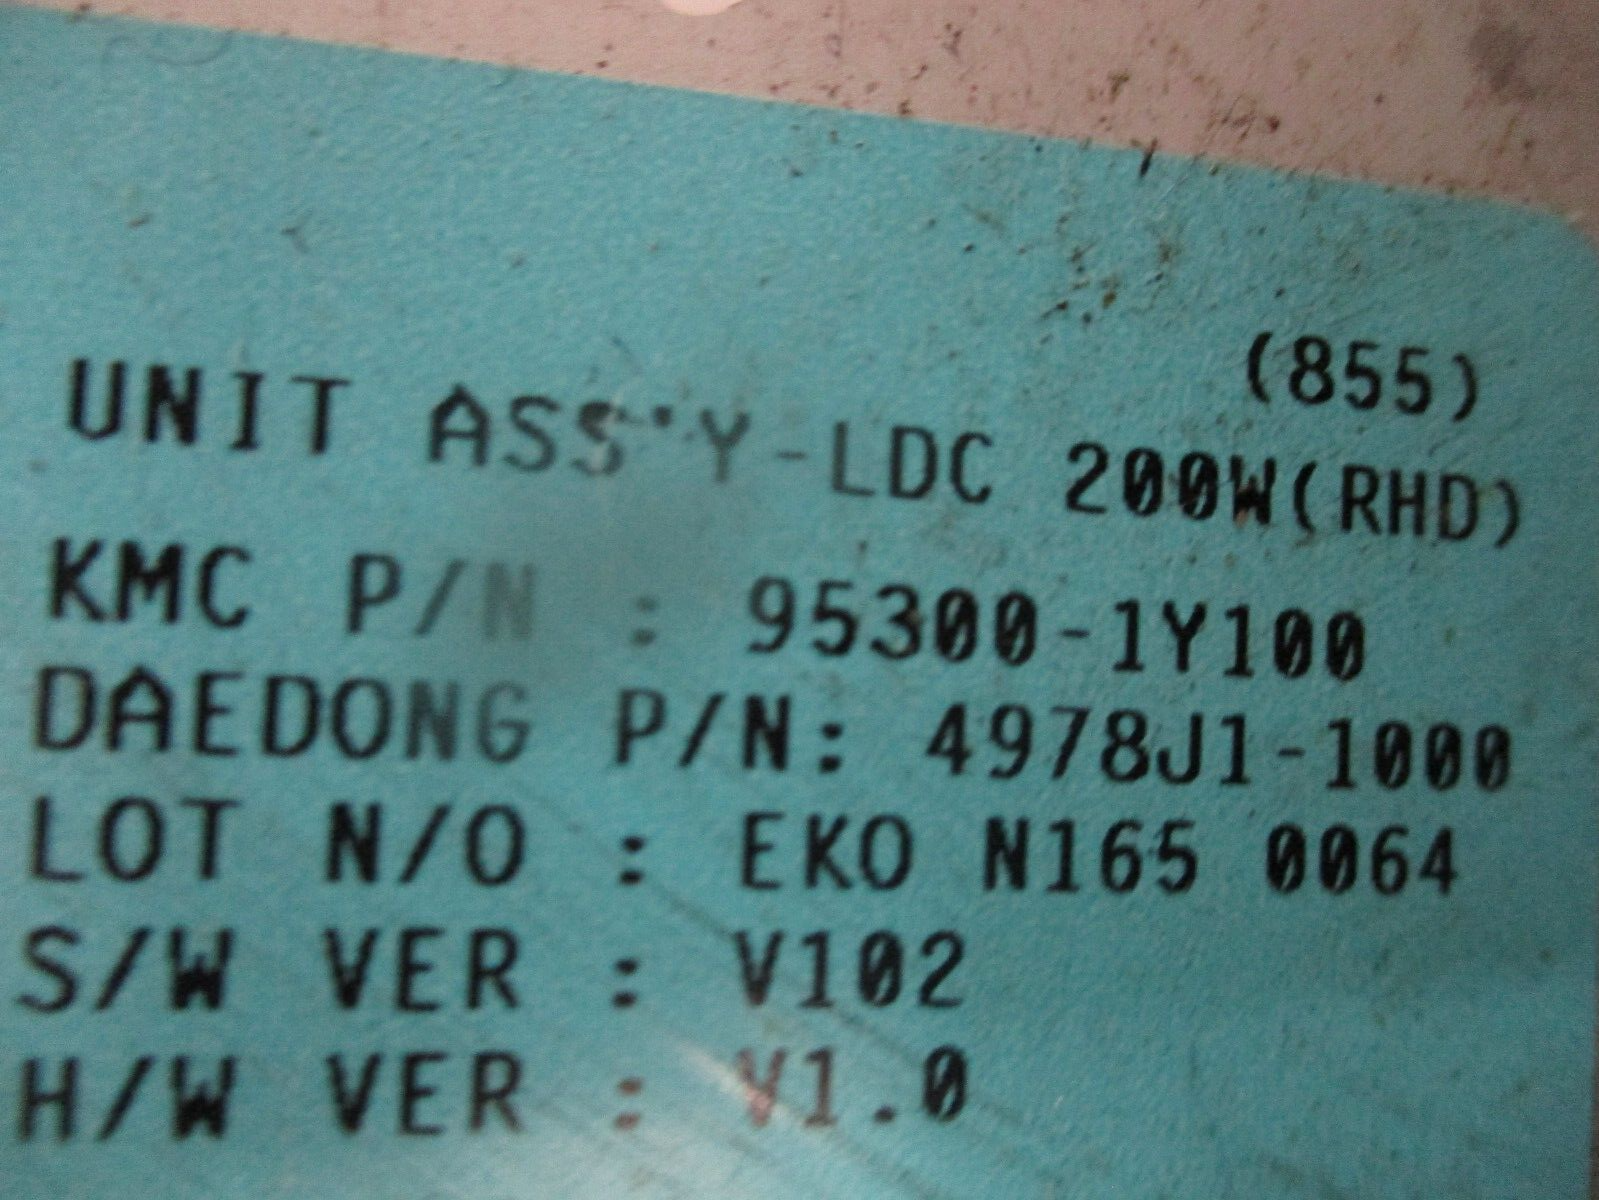 (855)
UNIT ASS'Y-LDC 200W(RHD)
KMC P/N : 95300-1Y100
DAEDONG P/N: 4978J1-1000
LOT N/O : EKO N165 0064
S/W VER : V102
H/W VER : V1.0